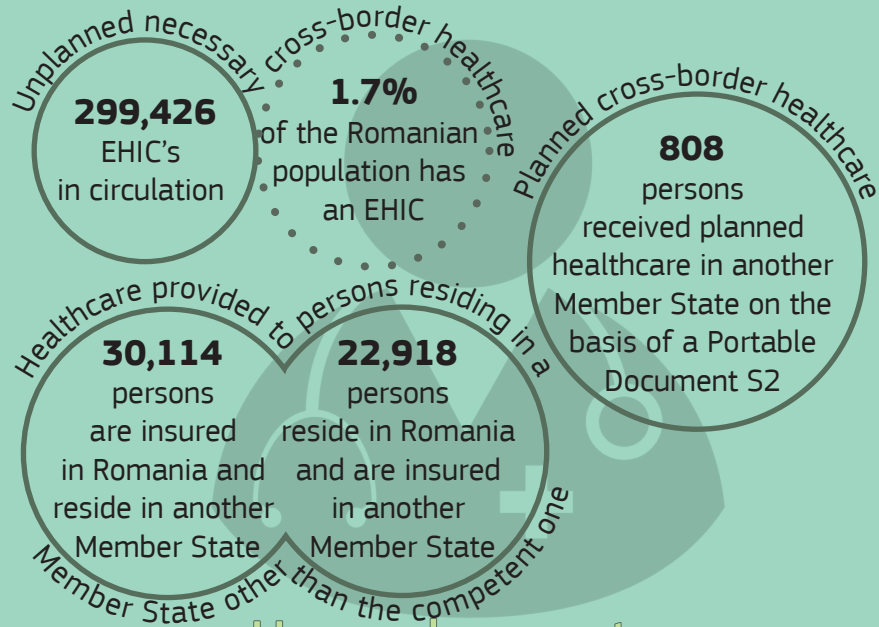 Unplanned necessary cross-border healthcare
299,426
EHIC's
in circulation
1.7%
of the Romanian
population has
an EHIC
Planned cross-border healthcare
808
persons
received planned
healthcare in another
Member State on the
basis of a Portable
Document S2
Healthcare provided to persons residing in a
Member State other than the competent one
30,114
persons
are insured
in Romania and
reside in another
Member State
22,918
persons
reside in Romania
and are insured
in another
Member State